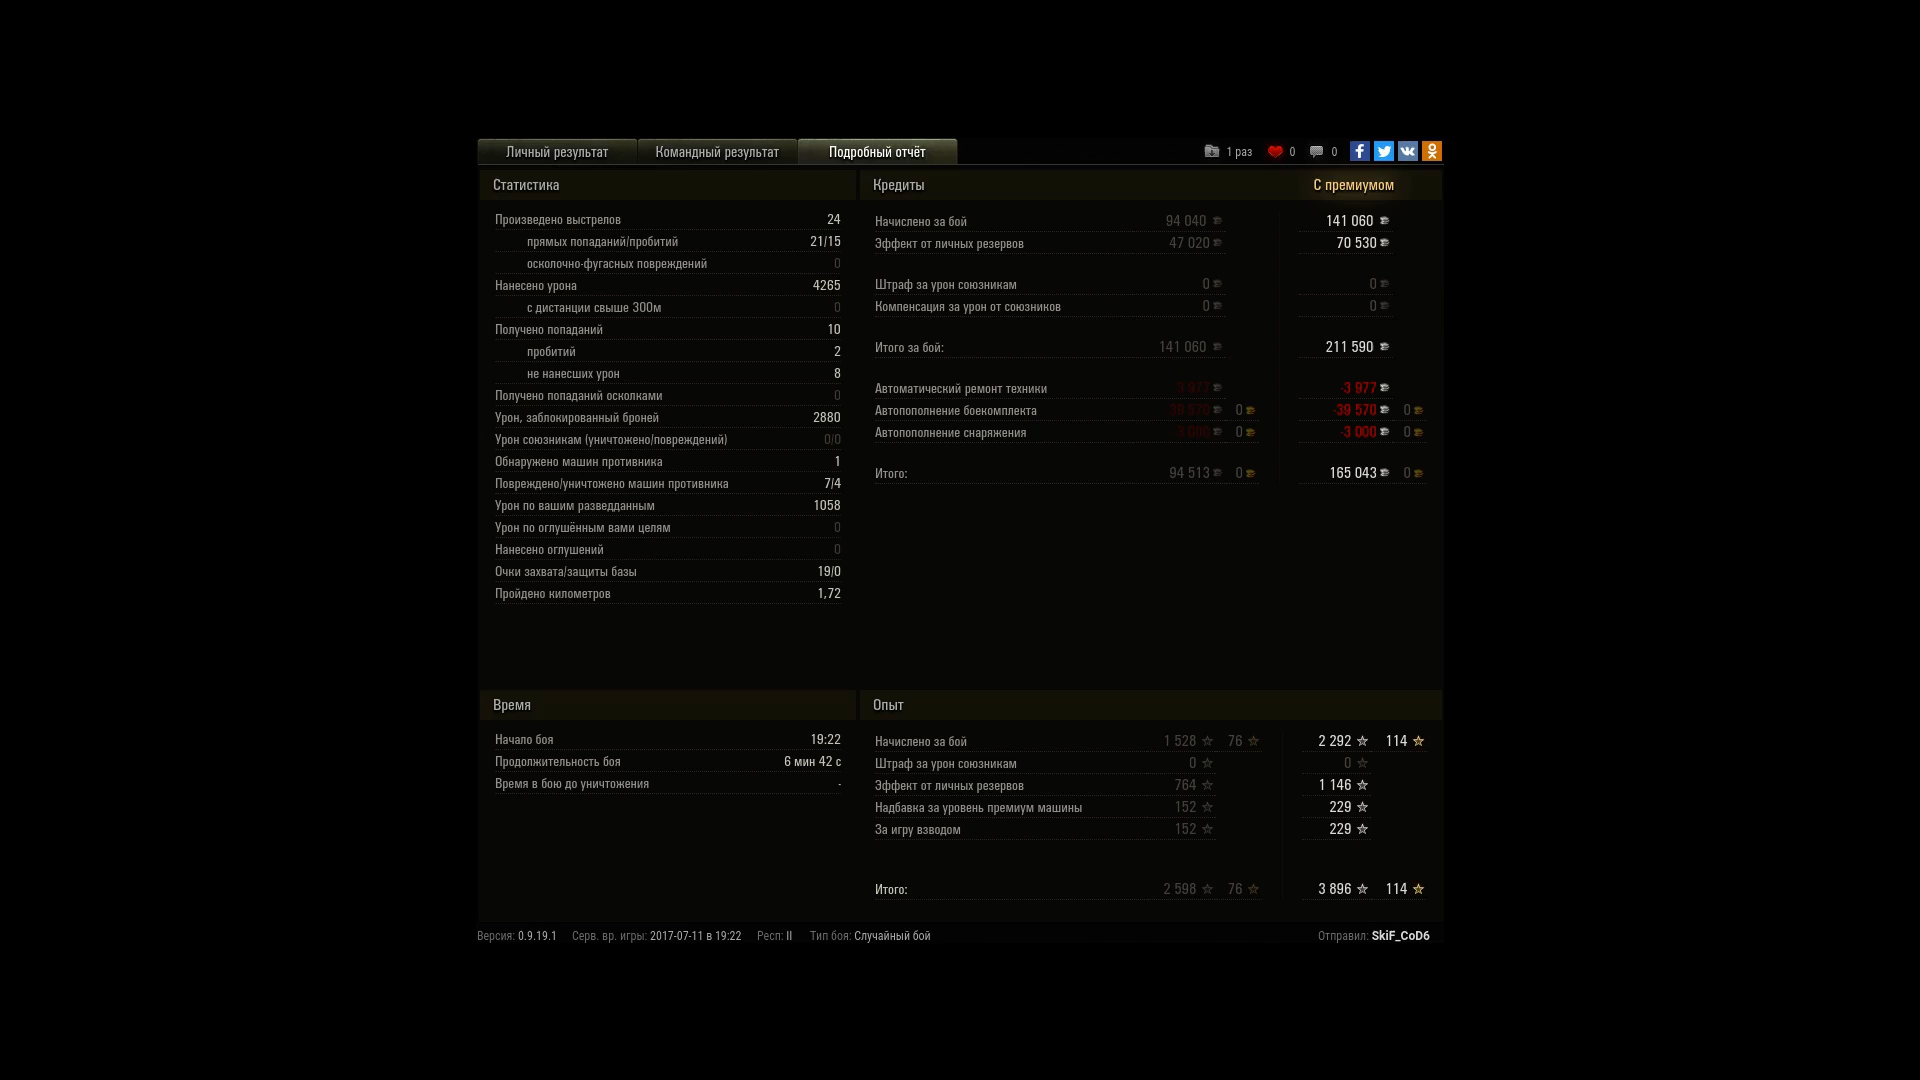 Личный результат Командный результат Подробный отчёт 1 раз 0 0
Статистика
Произведено выстрелов 24
прямых попаданий/пробитий 21/15
осколочно-фугасных повреждений 0
Нанесено урона 4265
с дистанции свыше 300м 0
Получено попаданий 10
пробитий 2
не нанесших урон 8
Получено попаданий осколками 0
Урон, заблокированный броней 2880
Урон союзникам (уничтожено/повреждений) 0/0
Обнаружено машин противника 1
Повреждено/уничтожено машин противника 7/4
Урон по вашим разведданным 1058
Урон по оглушённым вами целям 0
Нанесено оглушений 0
Очки захвата/защиты базы 19/0
Пройдено километров 1,72
Кредиты С премиумом
Начислено за бой 94 040 141 060
Эффект от личных резервов 47 020 70 530
Штраф за урон союзникам 0 0
Компенсация за урон от союзников 0 0
Итого за бой: 141 060 211 590
Автоматический ремонт техники -3 977 -3 977
Автопополнение боекомплекта -39 570 0 -39 570 0
Автопополнение снаряжения -3 000 0 -3 000 0
Итого: 94 513 0 165 043 0
Время
Начало боя 19:22
Продолжительность боя 6 мин 42 с
Время в бою до уничтожения -
Опыт
Начислено за бой 1 528 76 2 292 114
Штраф за урон союзникам 0 0
Эффект от личных резервов 764 1 146
Надбавка за уровень премиум машины 152 229
За игру взводом 152 229
Итого: 2 598 76 3 896 114
Версия: 0.9.19.1 Серв. вр. игры: 2017-07-11 в 19:22 Респ: II Тип боя: Случайный бой Отправил: SkiF_CoD6